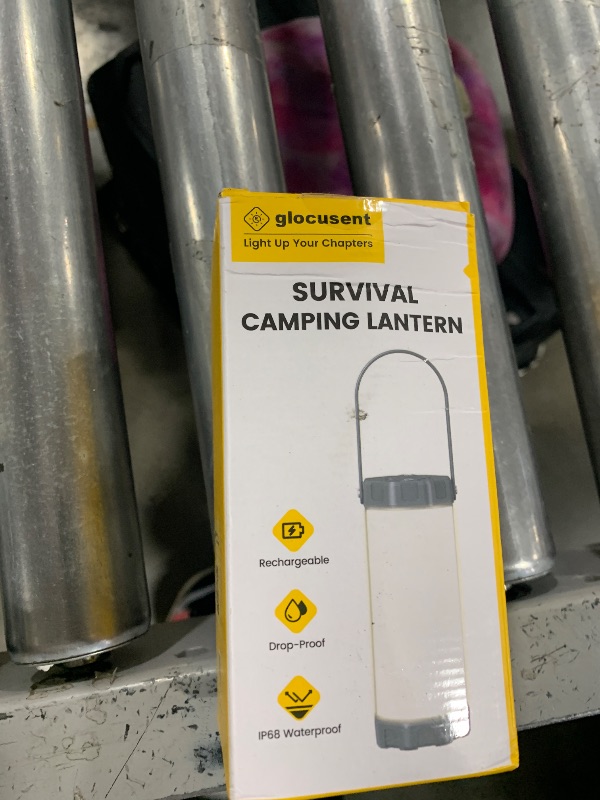 glocusent
Light Up Your Chapters
SURVIVAL
CAMPING LANTERN
Rechargeable
Drop-Proof
IP68 Waterproof